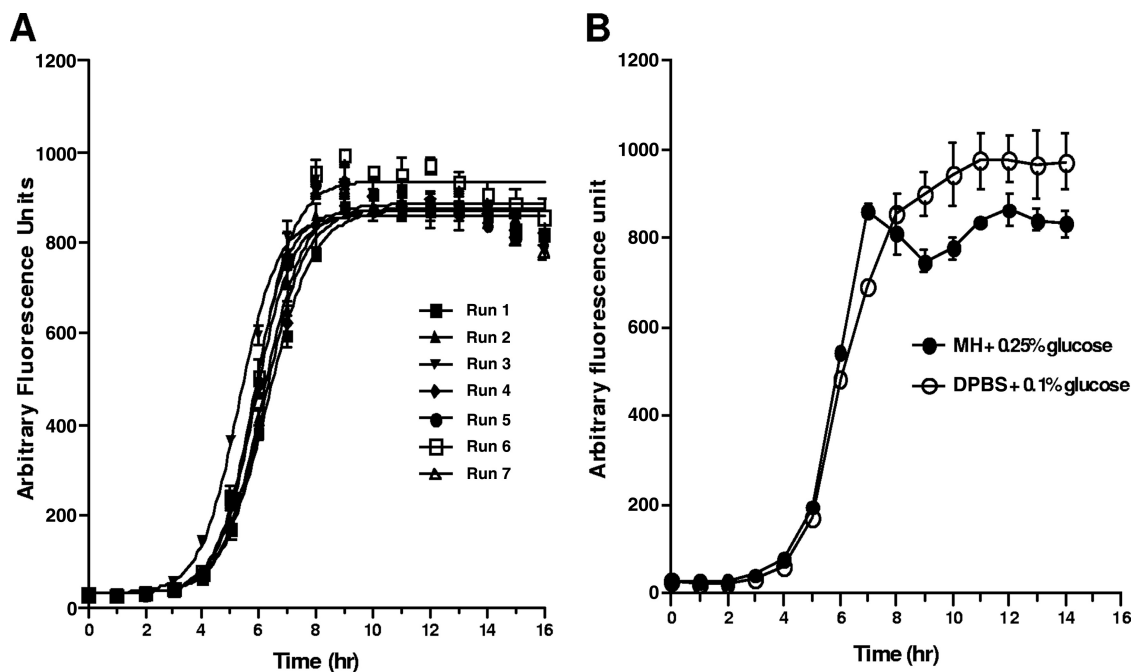 A
1200
1000
800
600
400
200
0
0 2 4 6 8 10 12 14 16
Time (hr)
Arbitrary Fluorescence Units
Run 1
Run 2
Run 3
Run 4
Run 5
Run 6
Run 7
B
1200
1000
800
600
400
200
0
0 2 4 6 8 10 12 14 16
Time (hr)
Arbitrary fluorescence unit
MH + 0.25% glucose
DPBS + 0.1% glucose